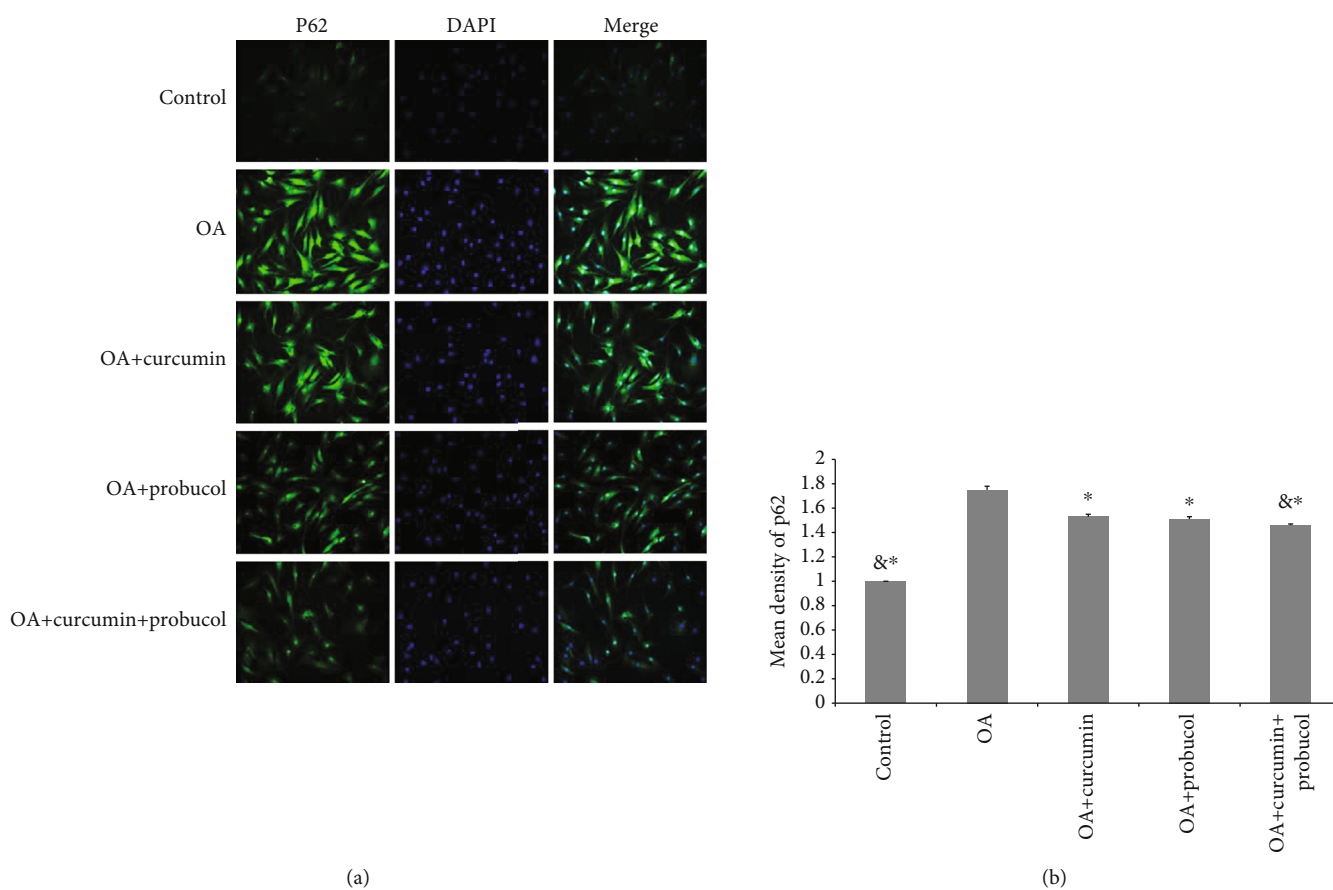 P62 DAPI Merge
Control
OA
OA+curcumin
OA+probucol
OA+curcumin+probucol
(a)
Mean density of p62
2
1.8
1.6
1.4
1.2
1
0.8
0.6
0.4
0.2
0
&*
*
*
&*
Control
OA
OA+curcumin
OA+probucol
OA+curcumin+
probucol
(b)